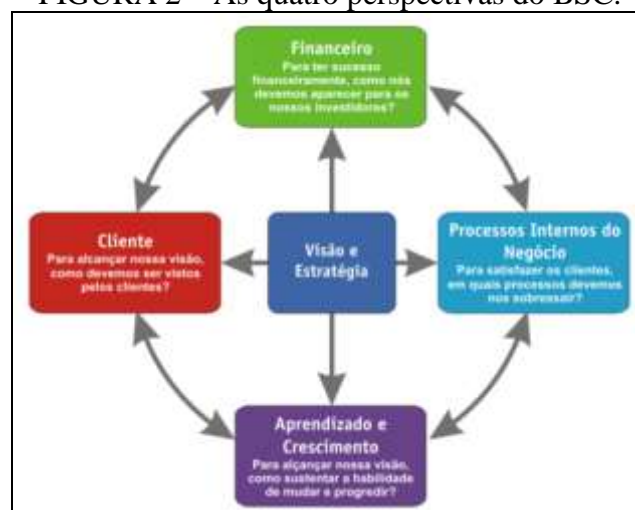 FIGURA 2 – As quatro perspectivas do BSC.
Financeiro
Para ter sucesso
financeiramente, como nós
devemos aparecer para os
nossos investidores?
Cliente
Para alcançar nossa visão,
como devemos ser vistos
pelos clientes?
Visão e
Estratégia
Processos Internos do
Negócio
Para satisfazer os clientes,
em quais processos devemos
nos sobressair?
Aprendizado e
Crescimento
Para alcançar nossa visão,
como sustentar a habilidade
de mudar e progredir?